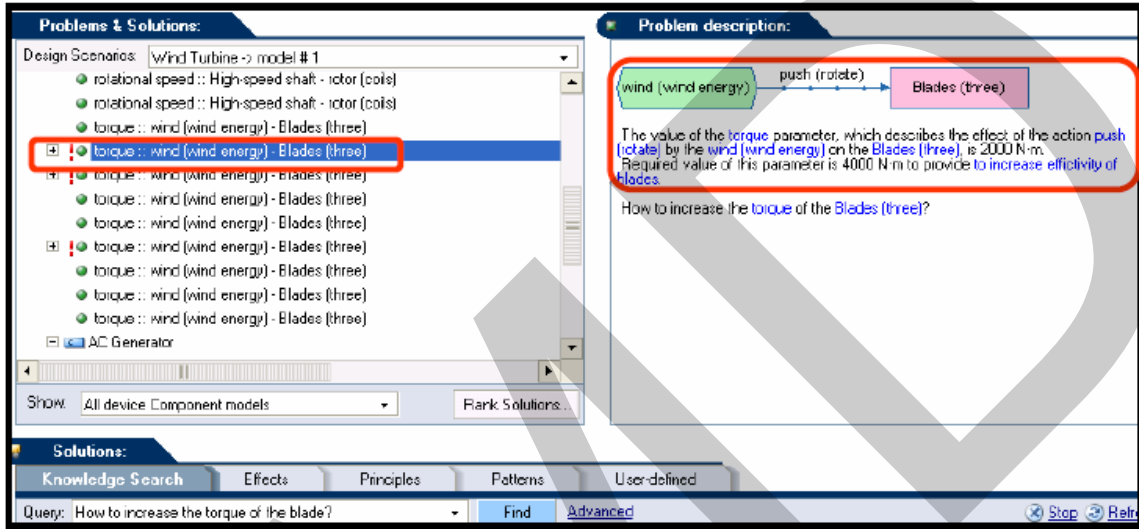 Problems & Solutions:
Design Scenarios: Wind Turbine -> model # 1
rotational speed :: High-speed shaft - rotor (coils)
rotational speed :: High-speed shaft - rotor (coils)
torque :: wind (wind energy) - Blades (three)
torque :: wind (wind energy) - Blades (three)
torque :: wind (wind energy) - Blades (three)
torque :: wind (wind energy) - Blades (three)
torque :: wind (wind energy) - Blades (three)
torque :: wind (wind energy) - Blades (three)
torque :: wind (wind energy) - Blades (three)
torque :: wind (wind energy) - Blades (three)
torque :: wind (wind energy) - Blades (three)
AC Generator
Show: All device Component models
Rank Solutions...
Problem description:
wind (wind energy)
push (rotate)
Blades (three)
The value of the torque parameter, which describes the effect of the action push
(rotate) by the wind (wind energy) on the Blades (three), is 2000 N·m.
Required value of this parameter is 4000 N·m to provide to increase effictivity of
blades.
How to increase the torque of the Blades (three)?
Solutions:
Knowledge Search Effects Principles Patterns User-defined
Query: How to increase the torque of the blade? Find Advanced Stop Refre